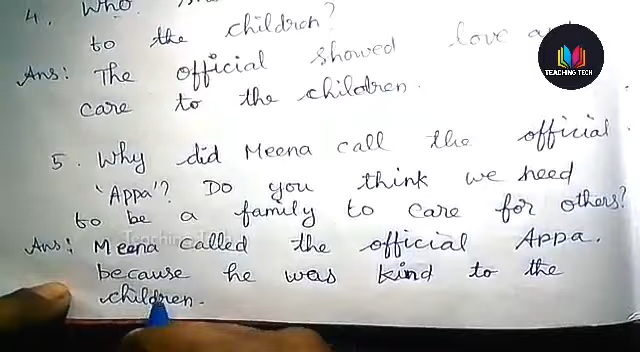 4. Who
to the children?
Ans: The official showed love and
care to the children.
TEACHING TECH
5. Why did Meena call the official
'Appa'? Do you think we need
to be a family to care for others?
Ans: Meena called the official Appa.
because he was kind to the
children.